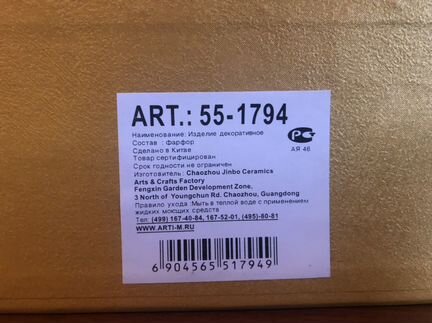 ART.: 55-1794
Наименование: Изделие декоративное
Состав : фарфор
Сделано в Китае
АЯ 46
Товар сертифицирован
Срок годности не ограничен
Изготовитель: Chaozhou Jinbo Ceramics
Arts & Crafts Factory
Fengxin Garden Development Zone,
3 North of Youngchun Rd. Chaozhou, Guangdong
Правило ухода: Мыть в теплой воде с применением
жидких моющих средств
Тел: (499) 167-40-84, 167-52-01, (495)-80-81
WWW.ARTI-M.RU
6 904565 517949